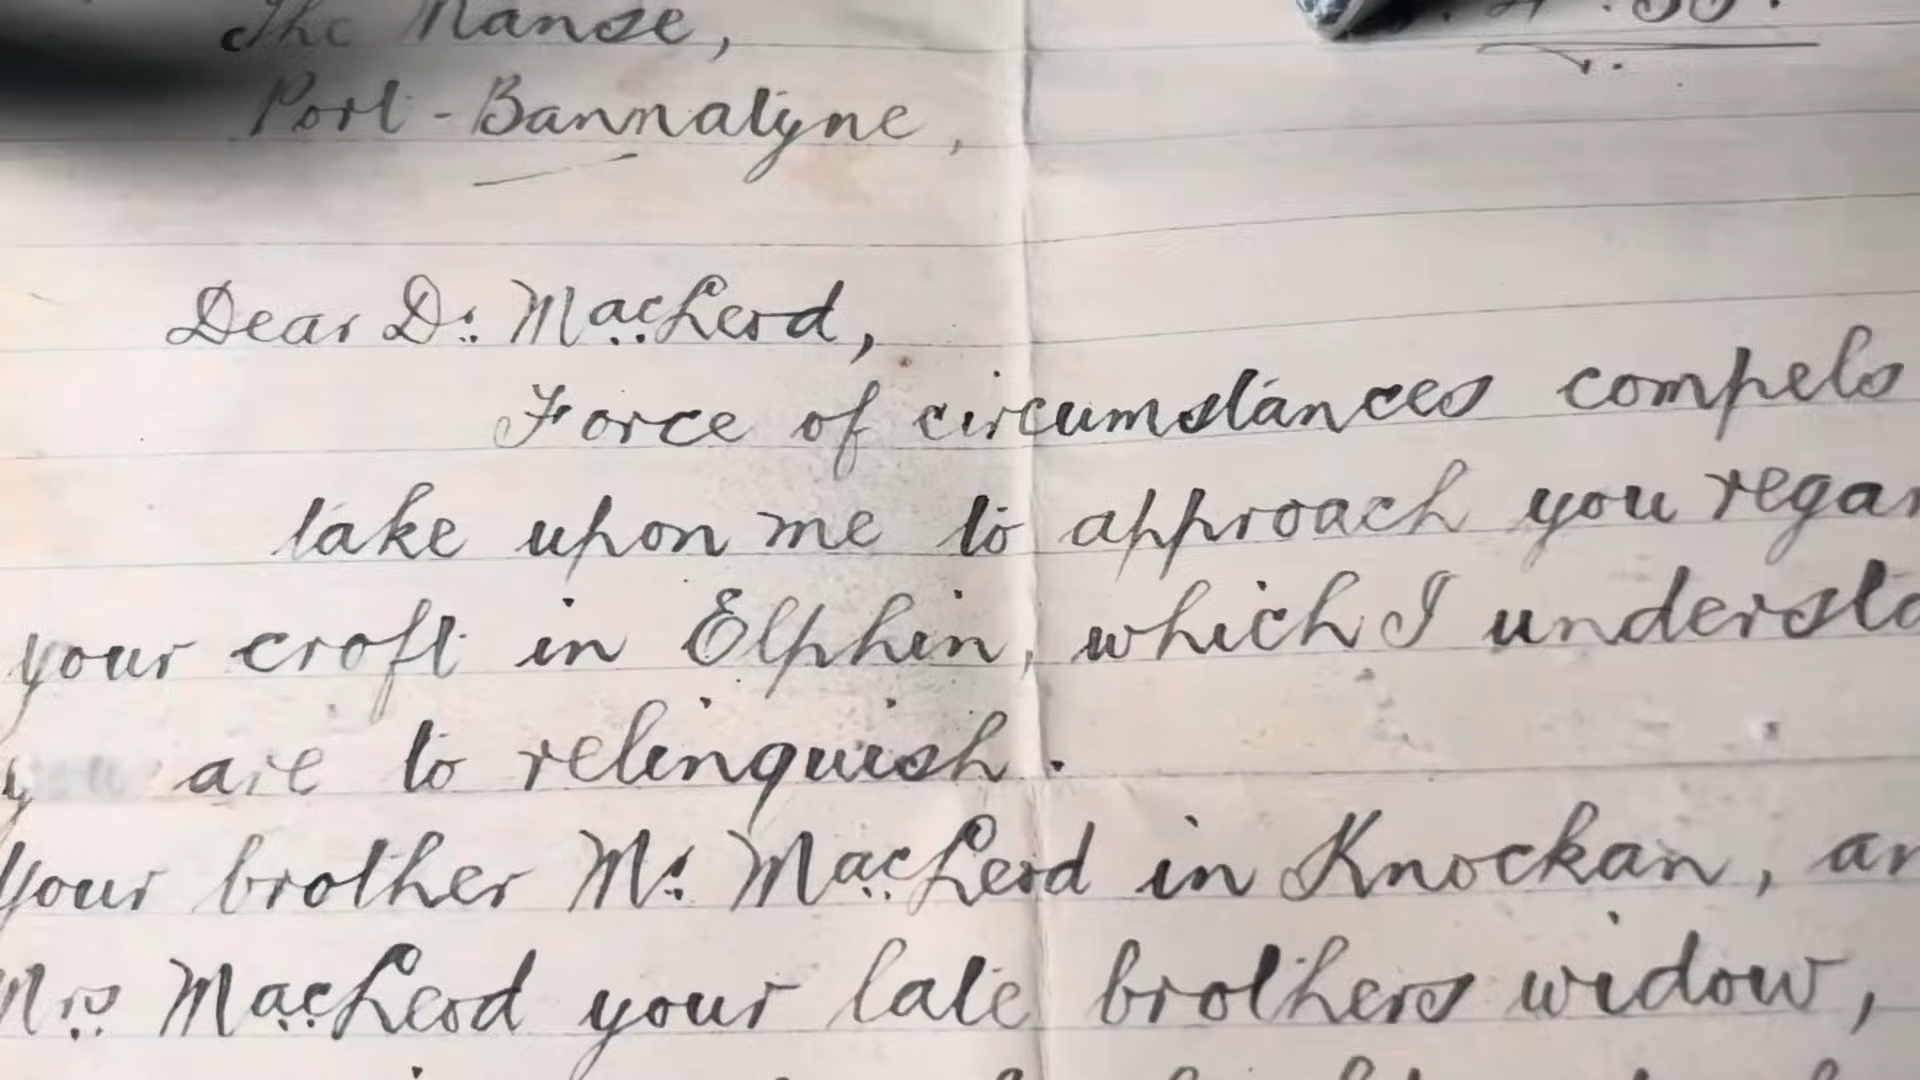 The Manse,
Port-Bannatyne,
Dear Dr. MacLeod,
Force of circumstances compels
take upon me to approach you regar
your croft in Elphin, which I understa
you are to relinquish.
Your brother Mr. MacLeod in Knockan, an
Mrs. MacLeod your late brothers widow,